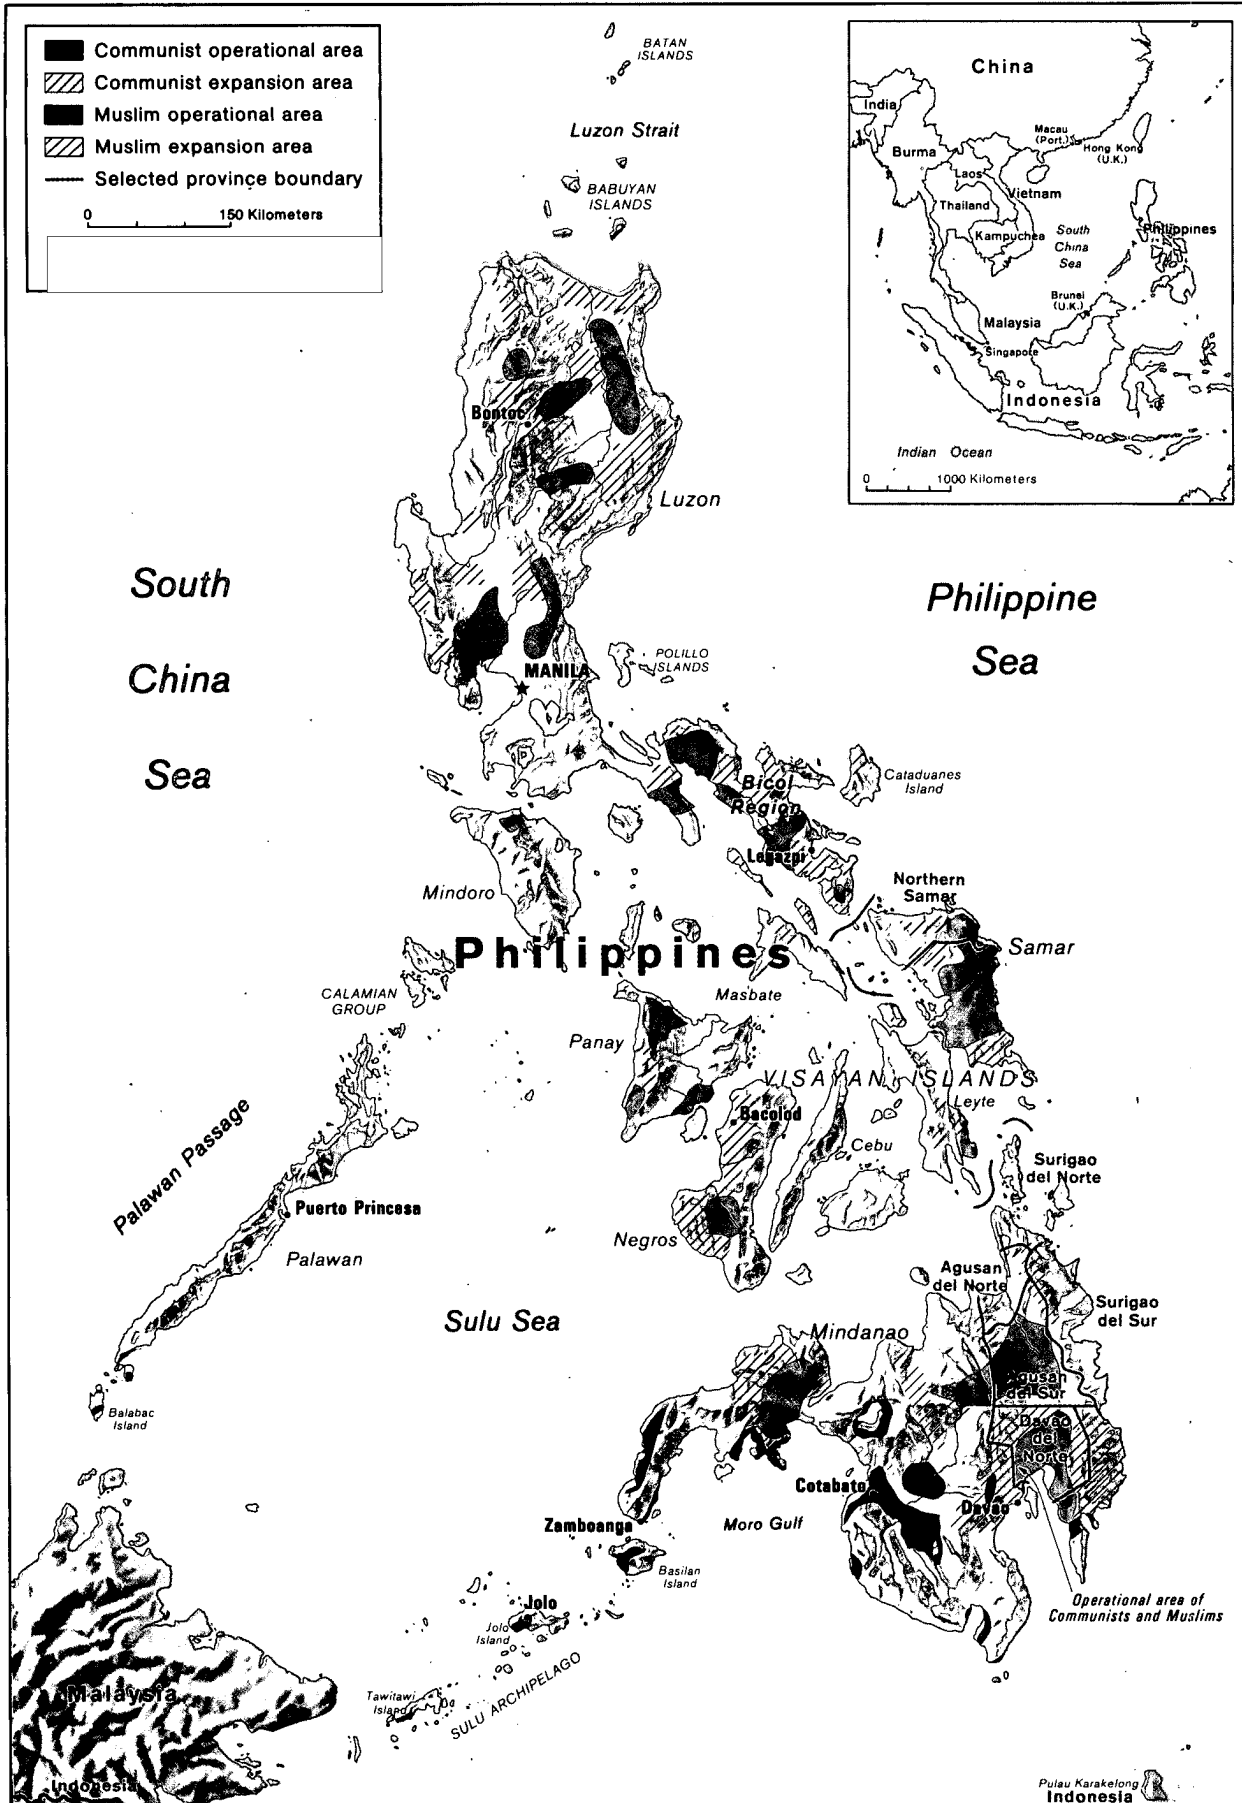 Communist operational area
Communist expansion area
Muslim operational area
Muslim expansion area
Selected province boundary
0 150 Kilometers
BATAN
ISLANDS
Luzon Strait
BABUYAN
ISLANDS
China
India
Macau
(Port.)
Hong Kong
(U.K.)
Burma
Laos
Vietnam
Thailand
Kampuchea
South
China
Sea
Philippines
Brunei
(U.K.)
Malaysia
Singapore
Indonesia
Indian Ocean
0 1000 Kilometers
Bontoc
Luzon
South
China
Sea
Philippine
Sea
POLILLO
ISLANDS
MANILA
Bicol
Region
Cataduanes
Island
Legazpi
Mindoro
Northern
Samar
Samar
Philippines
CALAMIAN
GROUP
Masbate
Panay
VISAYAN ISLANDS
Leyte
Bacolod
Cebu
Palawan Passage
Surigao
del Norte
Puerto Princesa
Negros
Palawan
Agusan
del Norte
Surigao
del Sur
Sulu Sea
Mindanao
Agusan
del Sur
Balabac
Island
Davao
del
Norte
Cotabato
Davao
Zamboanga
Moro Gulf
Basilan
Island
Operational area of
Communists and Muslims
Jolo
Jolo
Island
SULU ARCHIPELAGO
Tawitawi
Island
Malaysia
Indonesia
Pulau Karakelong
Indonesia